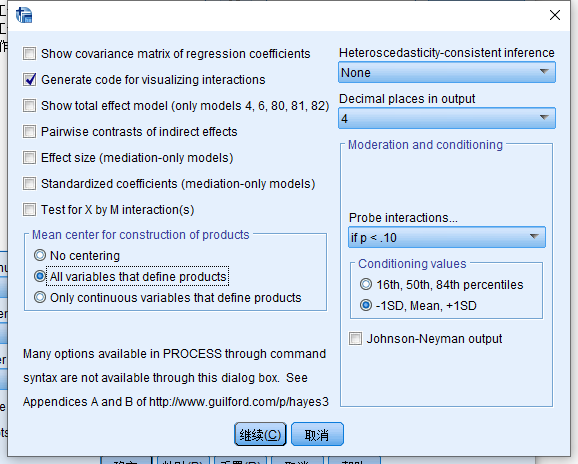 Show covariance matrix of regression coefficients
Generate code for visualizing interactions
Show total effect model (only models 4, 6, 80, 81, 82)
Pairwise contrasts of indirect effects
Effect size (mediation-only models)
Standardized coefficients (mediation-only models)
Test for X by M interaction(s)
Mean center for construction of products
No centering
All variables that define products
Only continuous variables that define products
Many options available in PROCESS through command
syntax are not available through this dialog box. See
Appendices A and B of http://www.guilford.com/p/hayes3
Heteroscedasticity-consistent inference
None
Decimal places in output
4
Moderation and conditioning
Probe interactions...
if p < .10
Conditioning values
16th, 50th, 84th percentiles
-1SD, Mean, +1SD
Johnson-Neyman output
继续(C)
取消